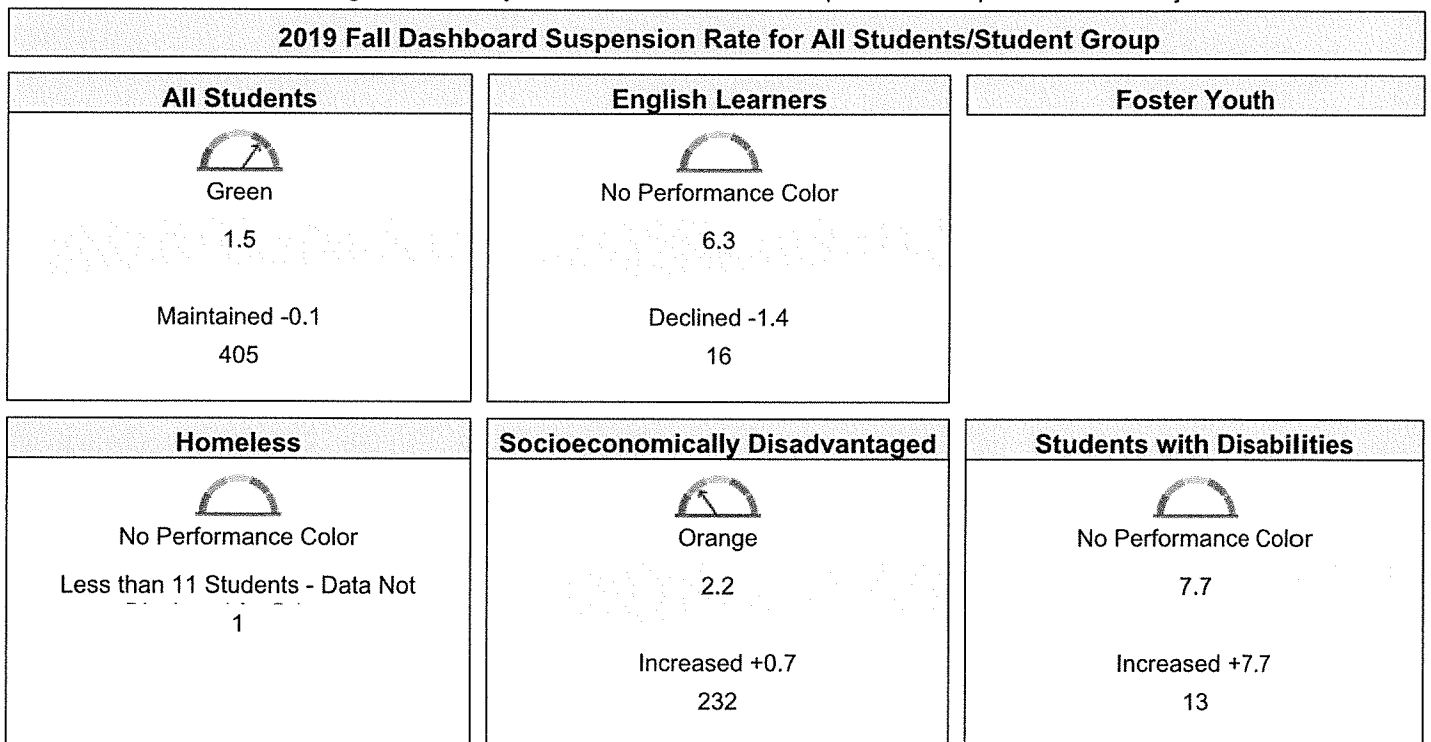 2019 Fall Dashboard Suspension Rate for All Students/Student Group
All Students
Green
1.5
Maintained -0.1
405
English Learners
No Performance Color
6.3
Declined -1.4
16
Foster Youth
Homeless
No Performance Color
Less than 11 Students - Data Not
1
Socioeconomically Disadvantaged
Orange
2.2
Increased +0.7
232
Students with Disabilities
No Performance Color
7.7
Increased +7.7
13